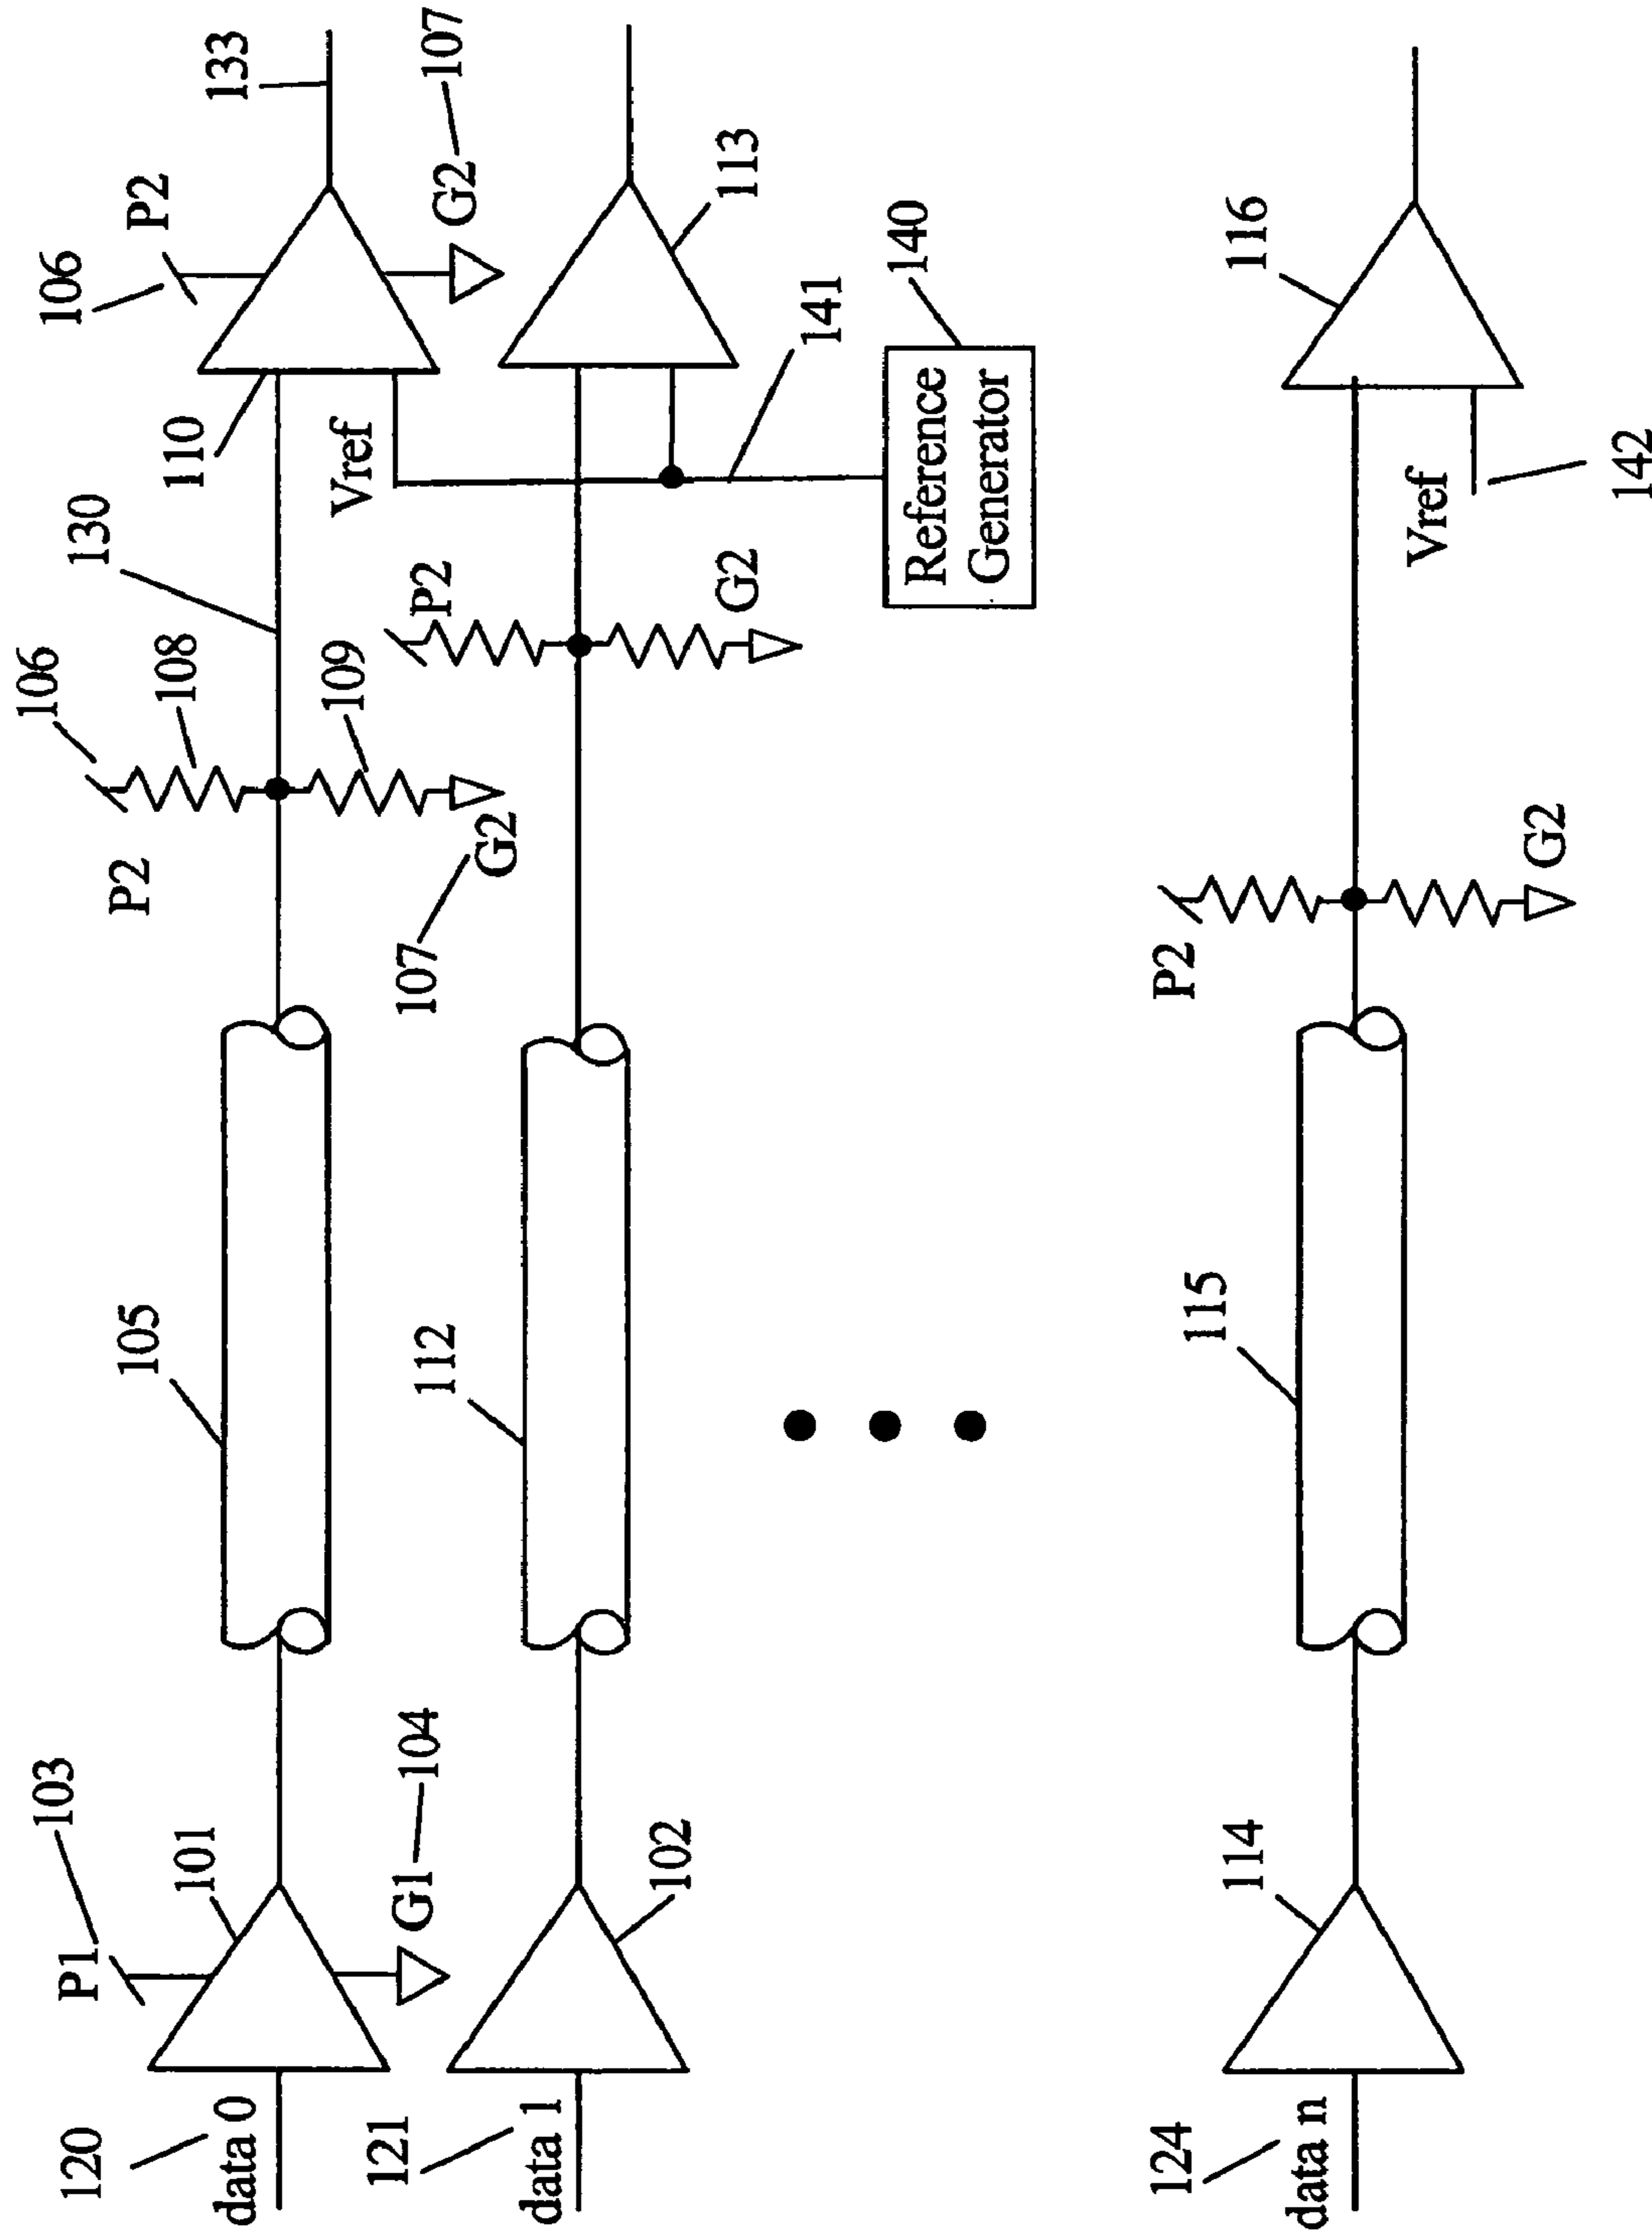 106
P2
133
103
P1
101
105
106
108
130
110
P2
109
Vref
G2
107
120
data 0
G1
104
107
G2
P2
113
112
121
data 1
102
G2
141
140
Reference
Generator
P2
116
115
114
124
data n
G2
Vref
142